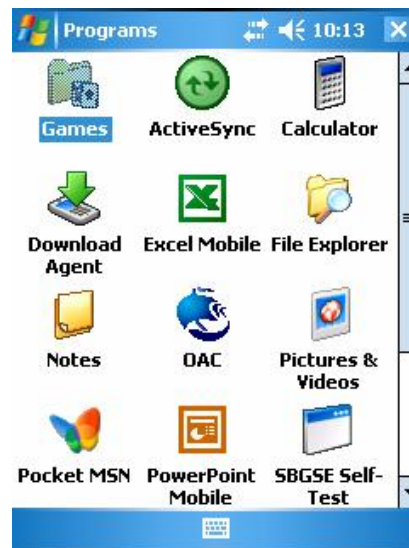 Programs 10:13
Games ActiveSync Calculator
Download Agent Excel Mobile File Explorer
Notes OAC Pictures & Videos
Pocket MSN PowerPoint Mobile SBGSE Self-Test